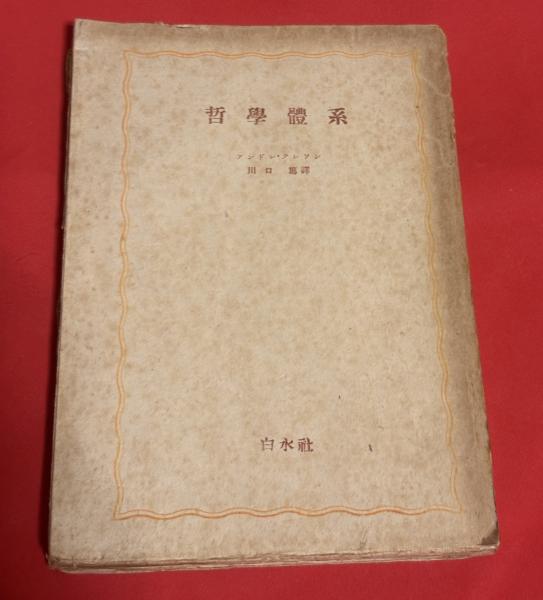 哲學體系
アンドレ・クレソン
川口 篤譯
白水社